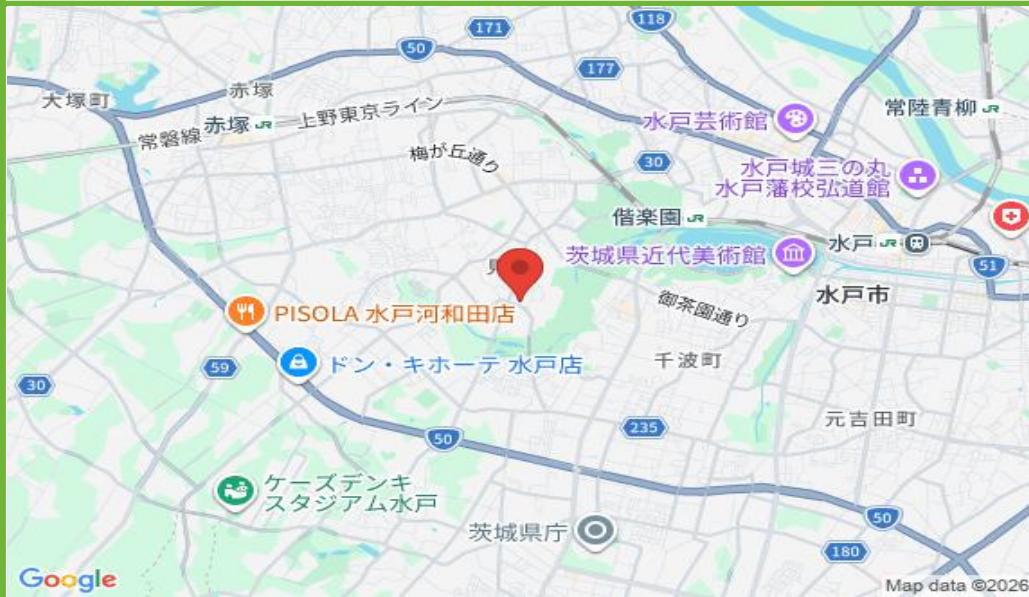 118
171
50
177
大塚町
赤塚
常陸青柳 JR
上野東京ライン
水戸芸術館
常磐線
赤塚 JR
梅が丘通り
30
水戸城三の丸
水戸藩校弘道館
偕楽園 JR
水戸 JR
茨城県近代美術館
51
水戸市
御茶園通り
PISOLA 水戸河和田店
千波町
59
ドン・キホーテ 水戸店
30
元吉田町
235
50
ケーズデンキ
スタジアム水戸
50
茨城県庁
180
Google
Map data ©2026